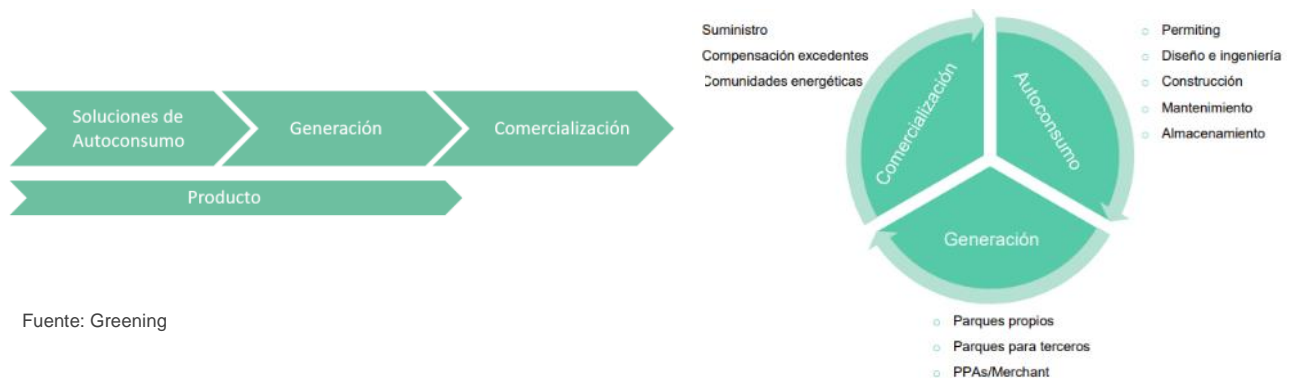 Soluciones de
Autoconsumo
Generación
Comercialización
Producto
Fuente: Greening
Suministro
Compensación excedentes
Comunidades energéticas
Comercialización
Autoconsumo
Generación
Permiting
Diseño e ingeniería
Construcción
Mantenimiento
Almacenamiento
Parques propios
Parques para terceros
PPAs/Merchant